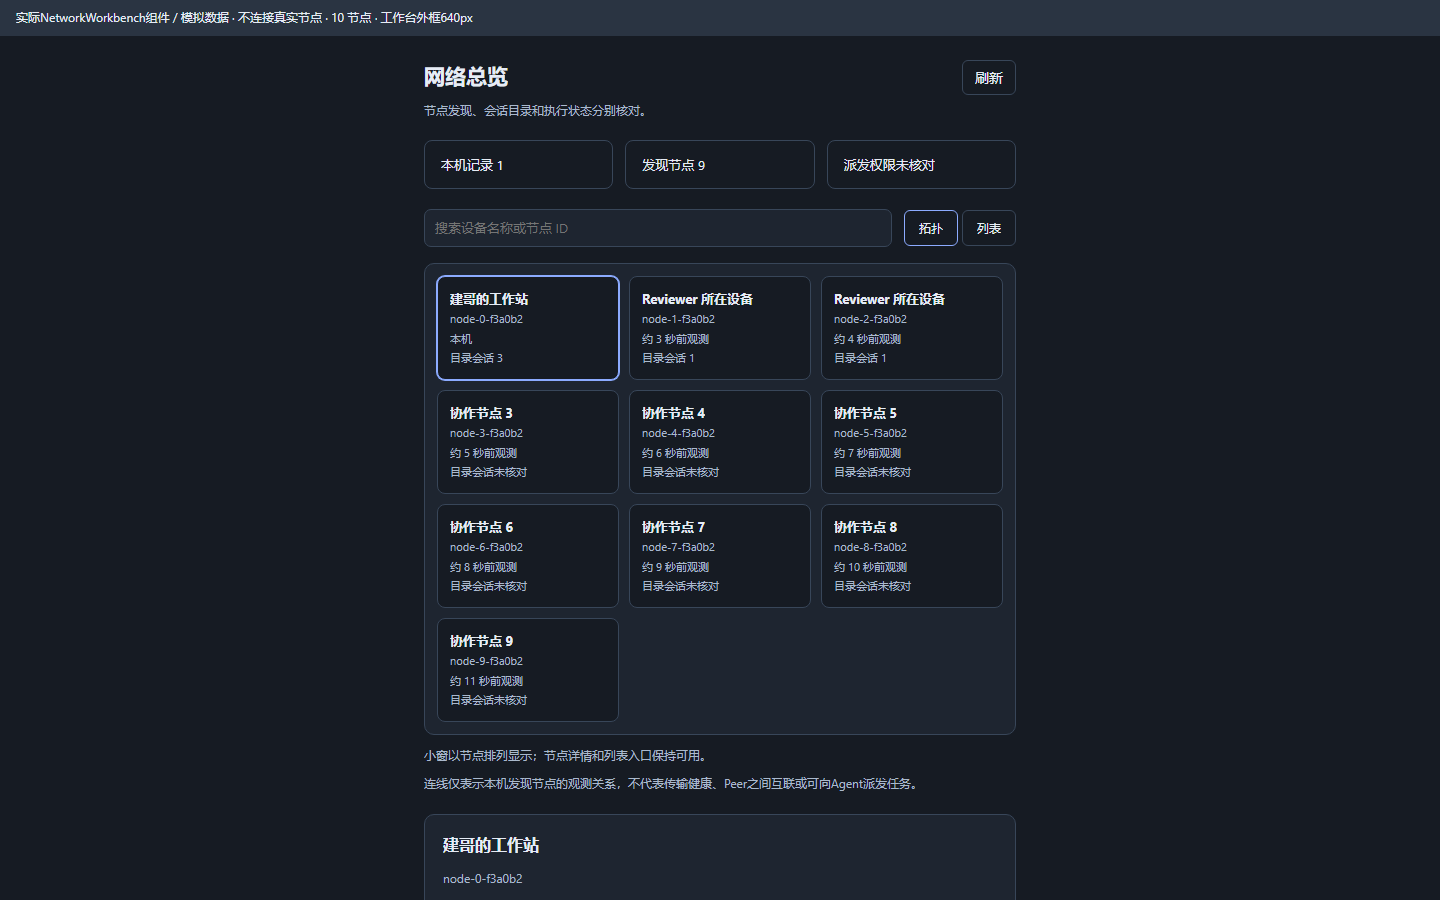 实际NetworkWorkbench组件 / 模拟数据 · 不连接真实节点 · 10 节点 · 工作台外框640px
网络总览
刷新
节点发现、会话目录和执行状态分别核对。
本机记录 1
发现节点 9
派发权限未核对
搜索设备名称或节点 ID
拓扑
列表
建哥的工作站
node-0-f3a0b2
本机
目录会话 3
Reviewer 所在设备
node-1-f3a0b2
约 3 秒前观测
目录会话 1
Reviewer 所在设备
node-2-f3a0b2
约 4 秒前观测
目录会话 1
协作节点 3
node-3-f3a0b2
约 5 秒前观测
目录会话未核对
协作节点 4
node-4-f3a0b2
约 6 秒前观测
目录会话未核对
协作节点 5
node-5-f3a0b2
约 7 秒前观测
目录会话未核对
协作节点 6
node-6-f3a0b2
约 8 秒前观测
目录会话未核对
协作节点 7
node-7-f3a0b2
约 9 秒前观测
目录会话未核对
协作节点 8
node-8-f3a0b2
约 10 秒前观测
目录会话未核对
协作节点 9
node-9-f3a0b2
约 11 秒前观测
目录会话未核对
小窗以节点排列显示；节点详情和列表入口保持可用。
连线仅表示本机发现节点的观测关系，不代表传输健康、Peer之间互联或可向Agent派发任务。
建哥的工作站
node-0-f3a0b2